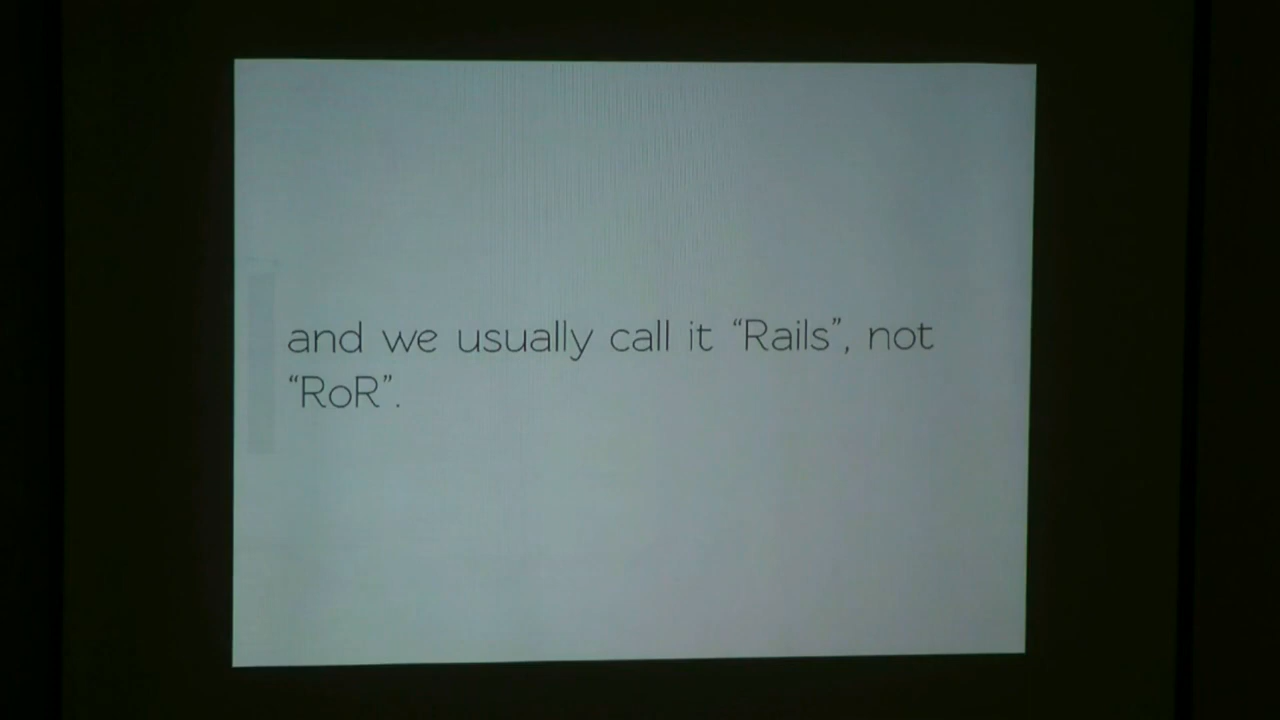 and we usually call it “Rails”, not
“RoR”.